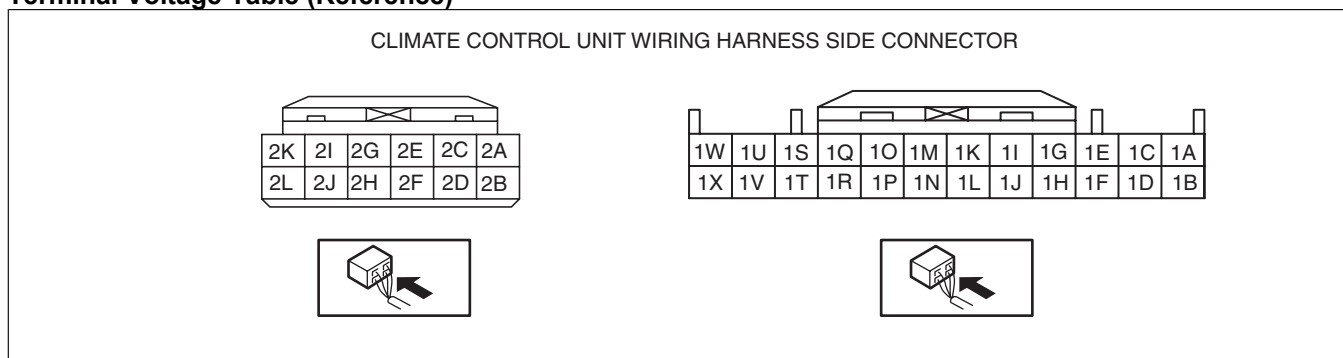 Terminal Voltage Table (Reference)
CLIMATE CONTROL UNIT WIRING HARNESS SIDE CONNECTOR
2K 2I 2G 2E 2C 2A
2L 2J 2H 2F 2D 2B
1W 1U 1S 1Q 1O 1M 1K 1I 1G 1E 1C 1A
1X 1V 1T 1R 1P 1N 1L 1J 1H 1F 1D 1B